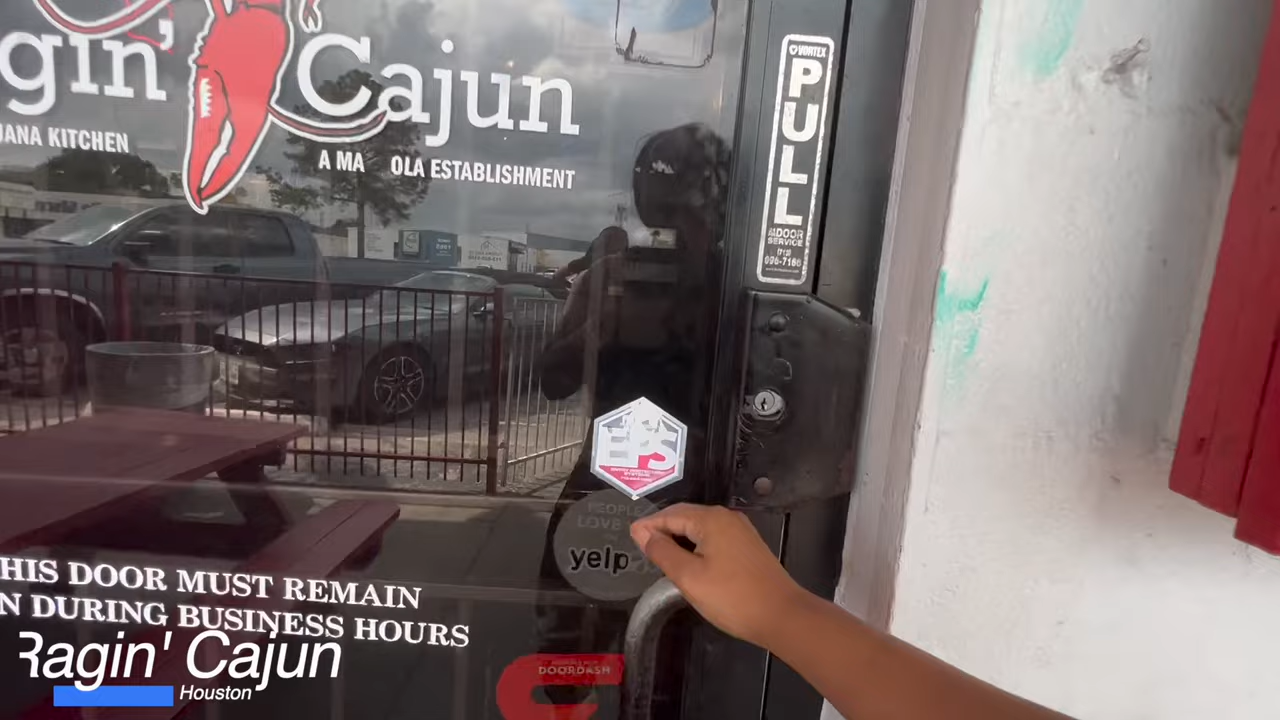 gin' Cajun
IANA KITCHEN
A MA OLA ESTABLISHMENT
VORTEX
PULL
DOOR
SERVICE
EPS
PEOPLE
LOVE
yelp
HIS DOOR MUST REMAIN
N DURING BUSINESS HOURS
DOORDASH
Ragin' Cajun
Houston